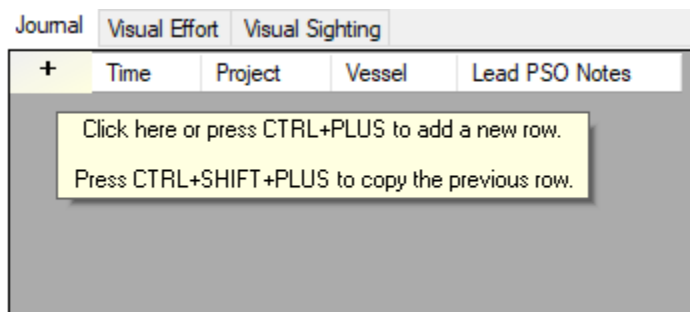 Journal Visual Effort Visual Sighting
+ Time Project Vessel Lead PSO Notes
Click here or press CTRL+PLUS to add a new row.
Press CTRL+SHIFT+PLUS to copy the previous row.